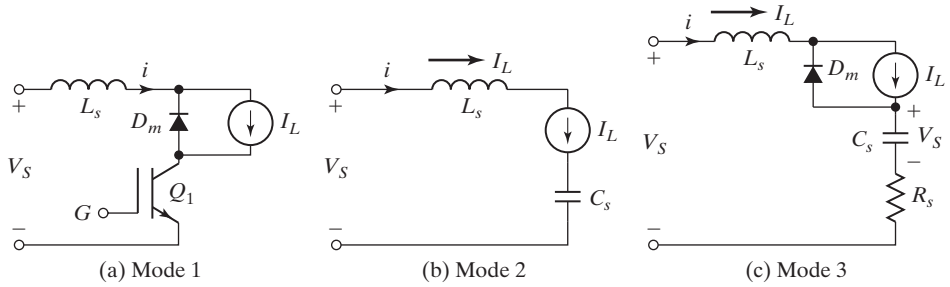 i
L_s
D_m
I_L
+
V_S
Q_1
G
−
(a) Mode 1
i
I_L
L_s
+
I_L
V_S
C_s
−
(b) Mode 2
i
I_L
+
L_s
D_m
I_L
+
C_s
V_S
−
V_S
R_s
−
(c) Mode 3